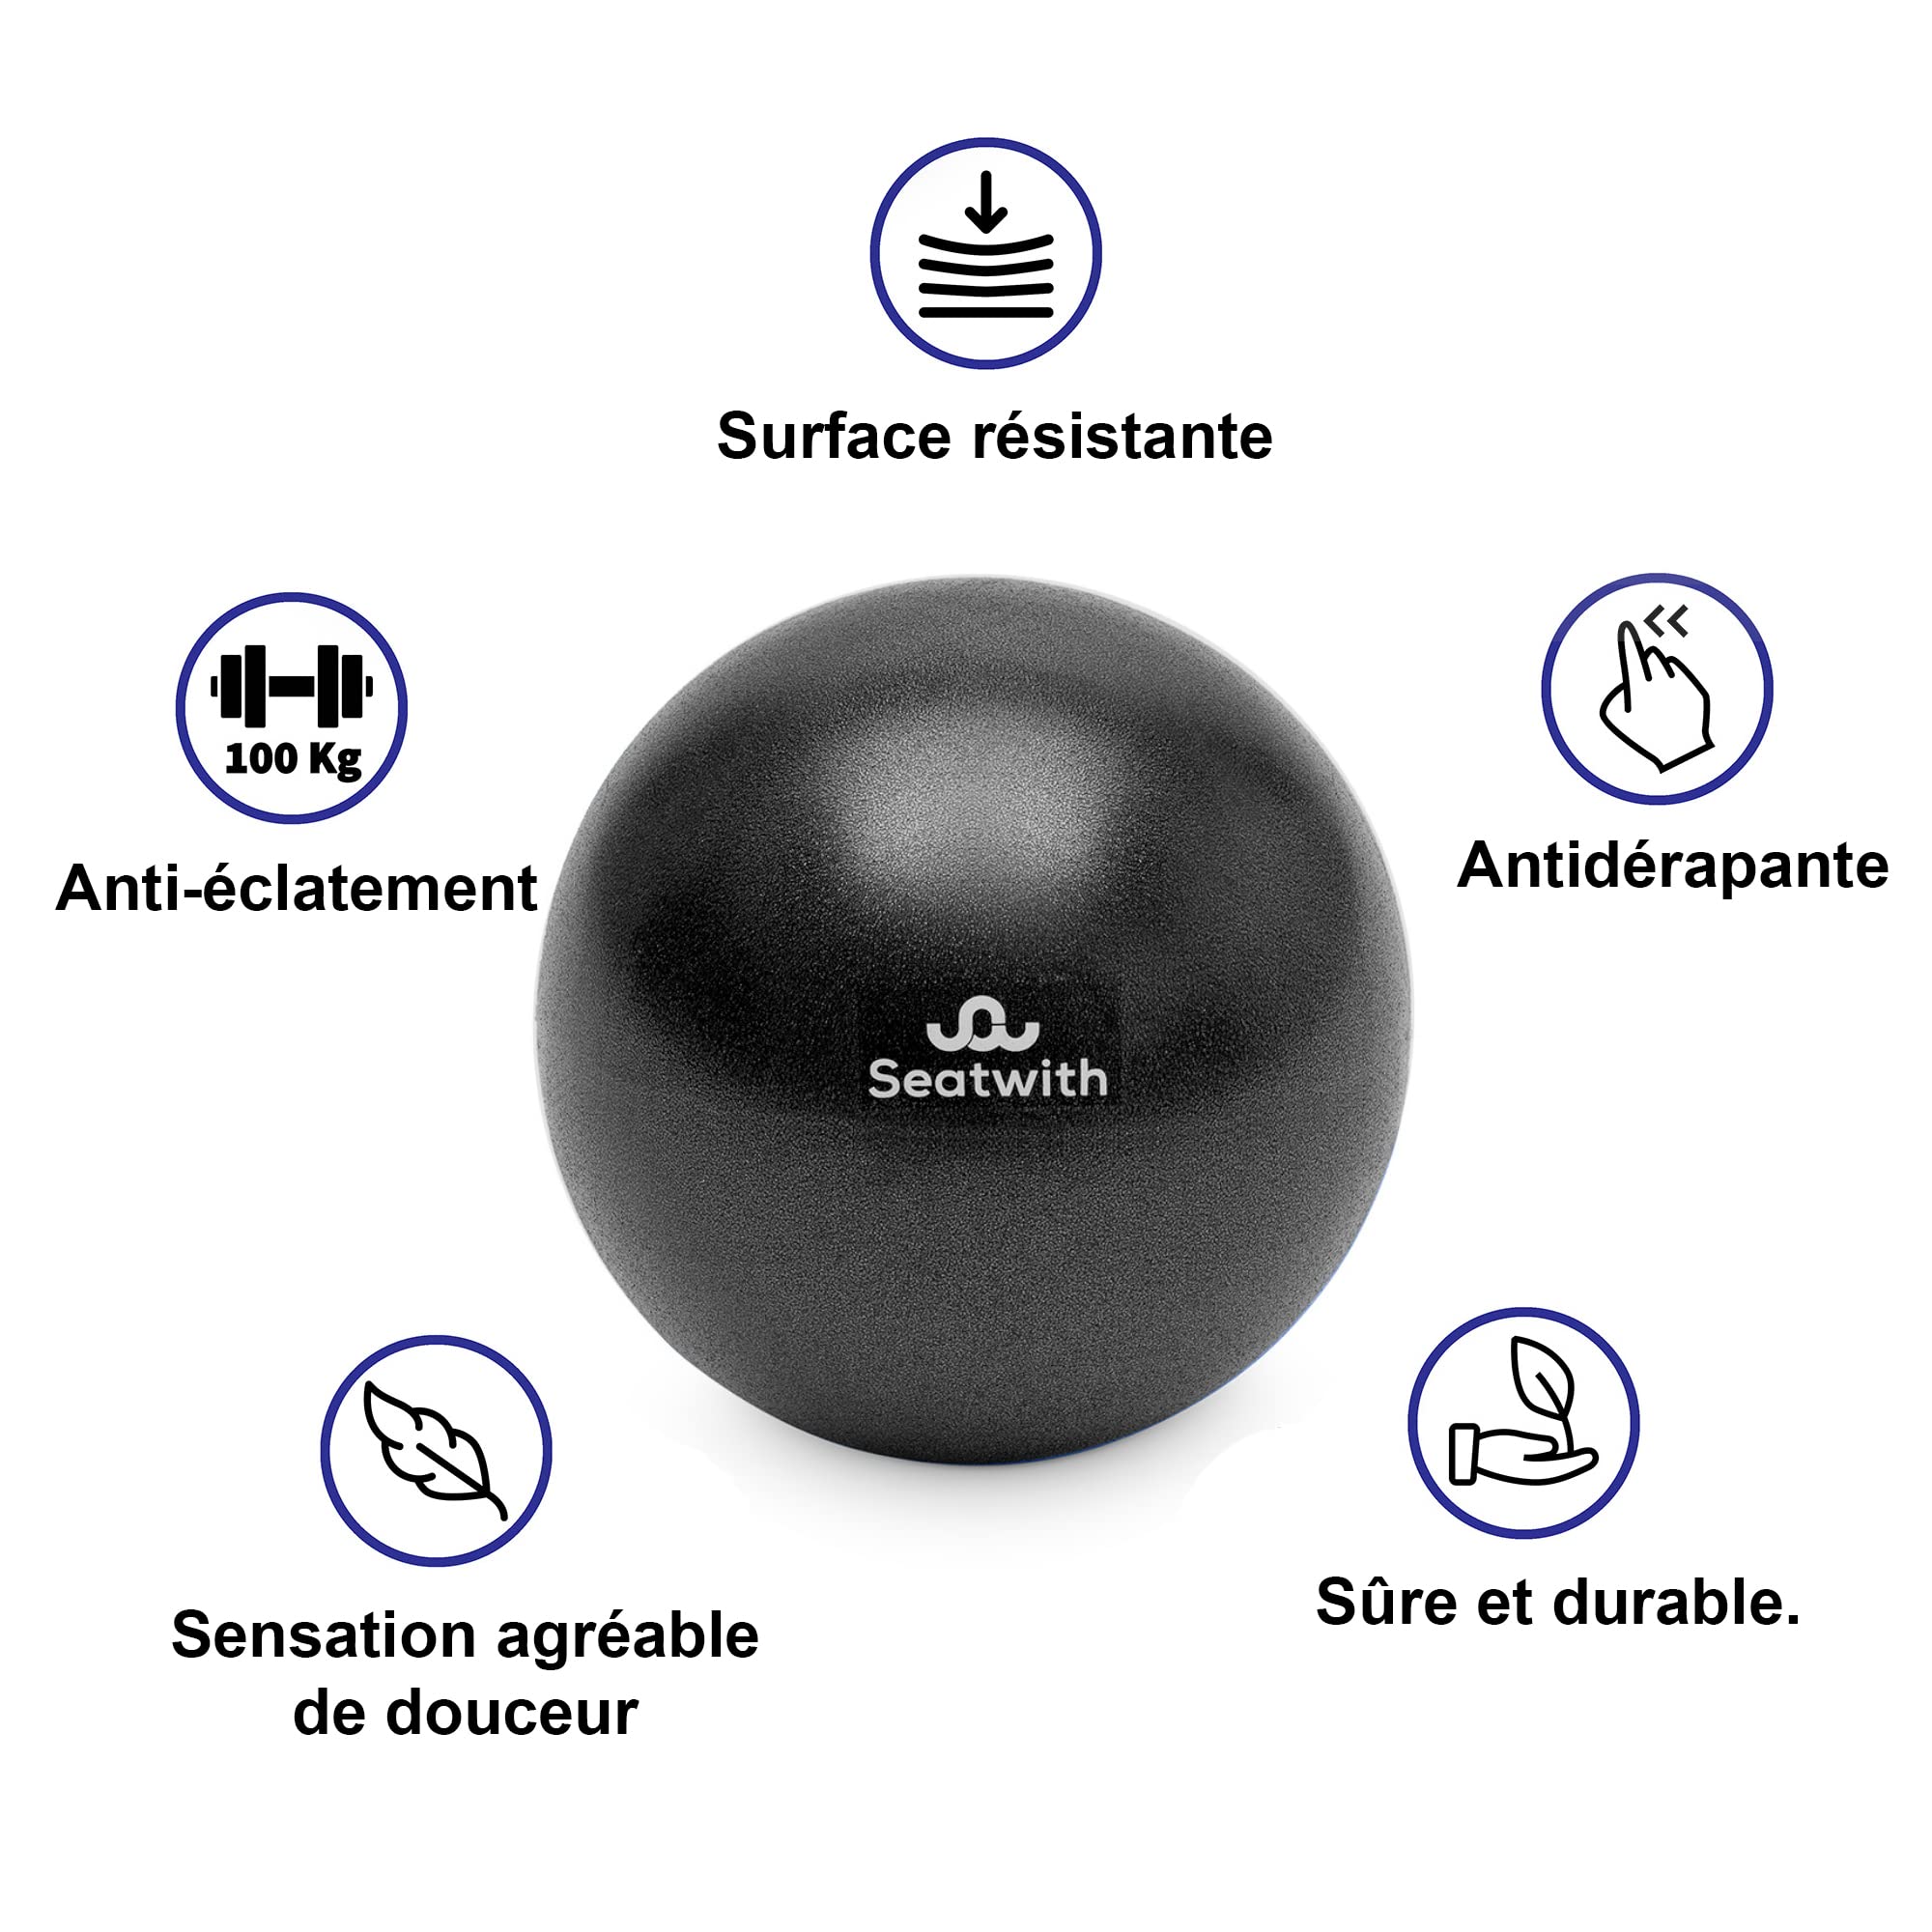 Surface résistante
100 Kg
Anti-éclatement
Antidérapante
Seatwith
Sensation agréable
de douceur
Sûre et durable.